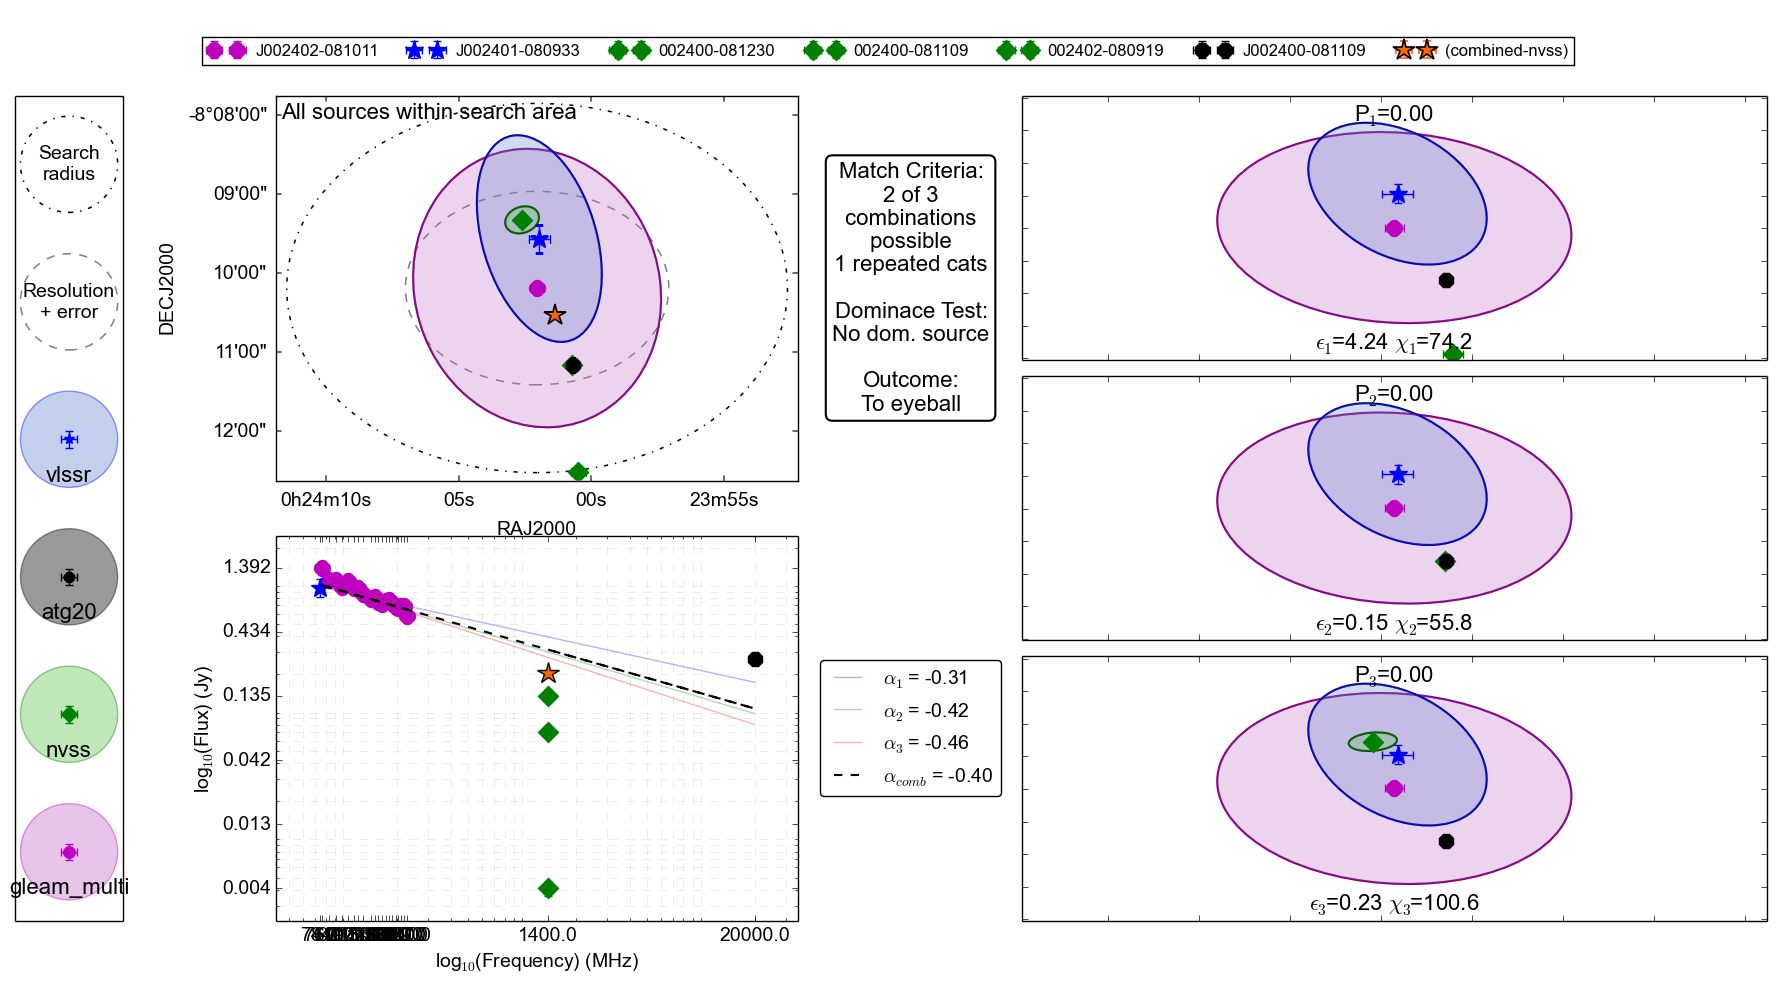 J002402-081011 J002401-080933 002400-081230 002400-081109 002402-080919 J002400-081109 (combined-nvss)
Search
radius
Resolution
+ error
vlssr
atg20
nvss
gleam_multi
All sources within search area
-8°08'00"
09'00"
10'00"
11'00"
12'00"
DECJ2000
0h24m10s 05s 00s 23m55s
RAJ2000
Match Criteria:
2 of 3
combinations
possible
1 repeated cats
Dominace Test:
No dom. source
Outcome:
To eyeball
1.392
0.434
0.135
0.042
0.013
0.004
log₁₀(Flux) (Jy)
1400.0 20000.0
log₁₀(Frequency) (MHz)
α₁ = -0.31
α₂ = -0.42
α₃ = -0.46
α_comb = -0.40
P₁=0.00
ϵ₁=4.24 χ₁=74.2
P₂=0.00
ϵ₂=0.15 χ₂=55.8
P₃=0.00
ϵ₃=0.23 χ₃=100.6